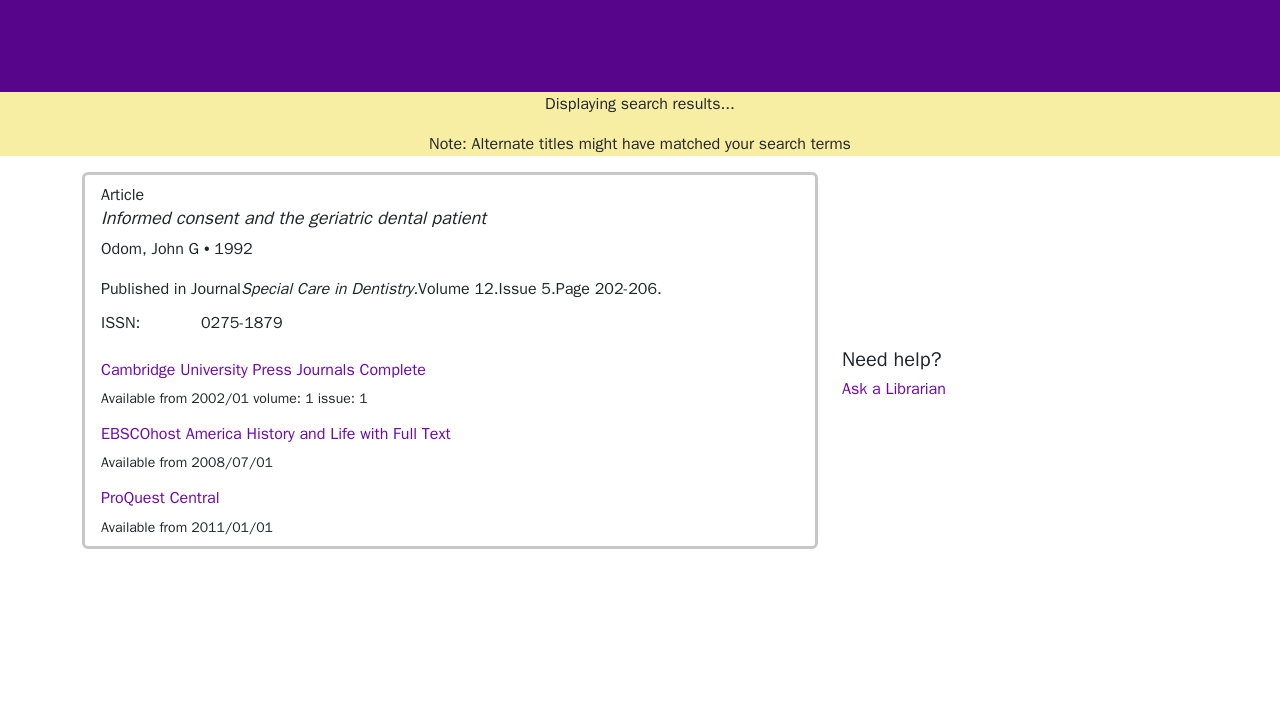 Displaying search results...
Note: Alternate titles might have matched your search terms
Article
Informed consent and the geriatric dental patient
Odom, John G • 1992
Published in JournalSpecial Care in Dentistry.Volume 12.Issue 5.Page 202-206.
ISSN: 0275-1879
Cambridge University Press Journals Complete
Available from 2002/01 volume: 1 issue: 1
EBSCOhost America History and Life with Full Text
Available from 2008/07/01
ProQuest Central
Available from 2011/01/01
Need help?
Ask a Librarian